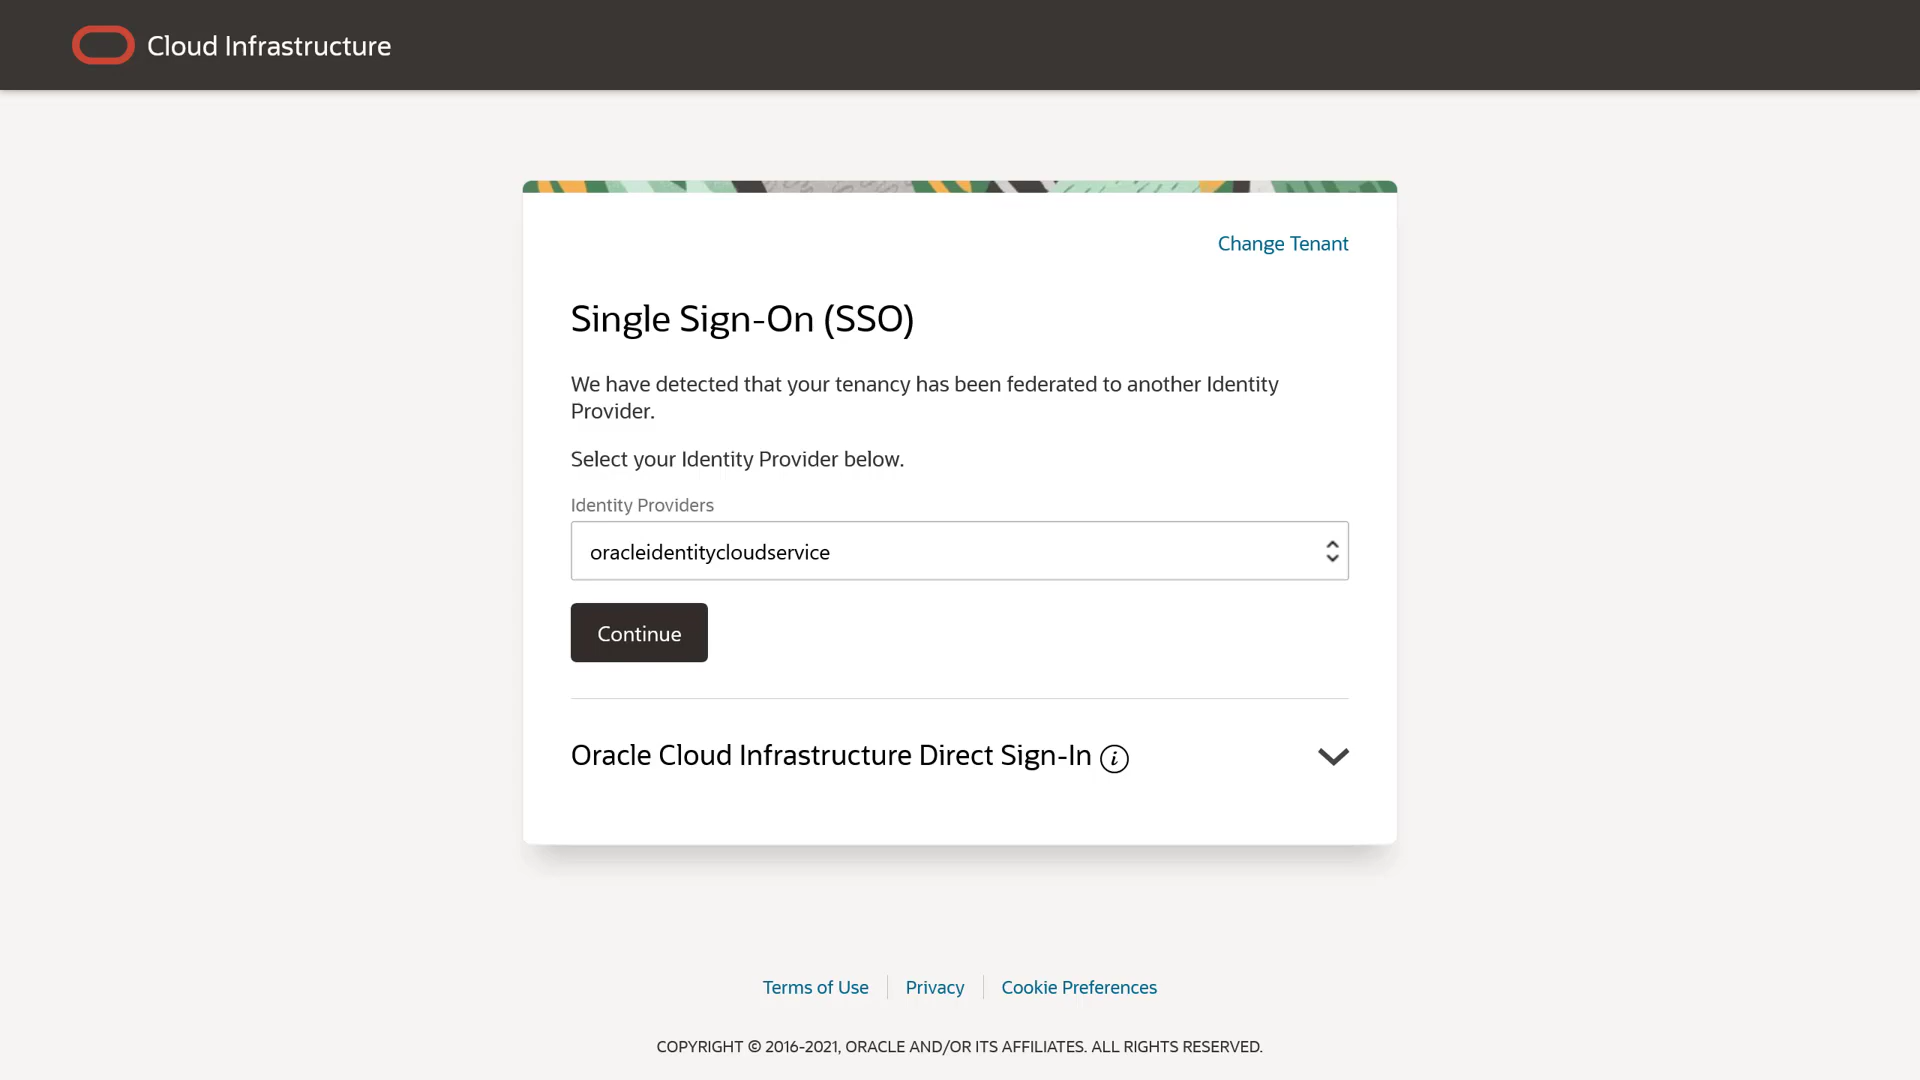 Cloud Infrastructure
Change Tenant
Single Sign-On (SSO)
We have detected that your tenancy has been federated to another Identity
Provider.
Select your Identity Provider below.
Identity Providers
oracleidentitycloudservice
Continue
Oracle Cloud Infrastructure Direct Sign-In i
Terms of Use
Privacy
Cookie Preferences
COPYRIGHT © 2016-2021, ORACLE AND/OR ITS AFFILIATES. ALL RIGHTS RESERVED.